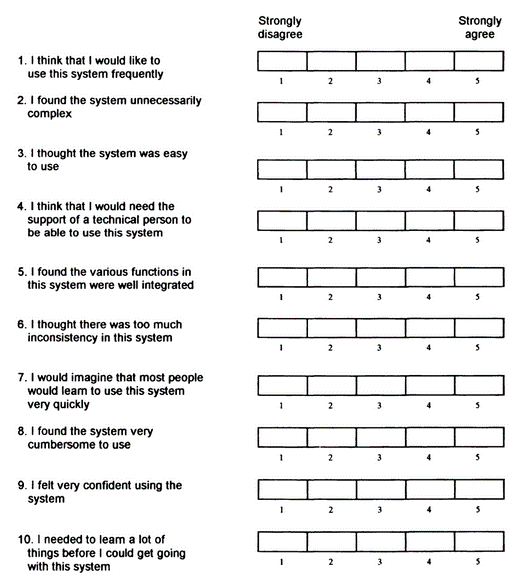 Strongly disagree
Strongly agree
1. I think that I would like to
use this system frequently
1 2 3 4 5
2. I found the system unnecessarily
complex
1 2 3 4 5
3. I thought the system was easy
to use
1 2 3 4 5
4. I think that I would need the
support of a technical person to
be able to use this system
1 2 3 4 5
5. I found the various functions in
this system were well integrated
1 2 3 4 5
6. I thought there was too much
inconsistency in this system
1 2 3 4 5
7. I would imagine that most people
would learn to use this system
very quickly
1 2 3 4 5
8. I found the system very
cumbersome to use
1 2 3 4 5
9. I felt very confident using the
system
1 2 3 4 5
10. I needed to learn a lot of
things before I could get going
with this system
1 2 3 4 5